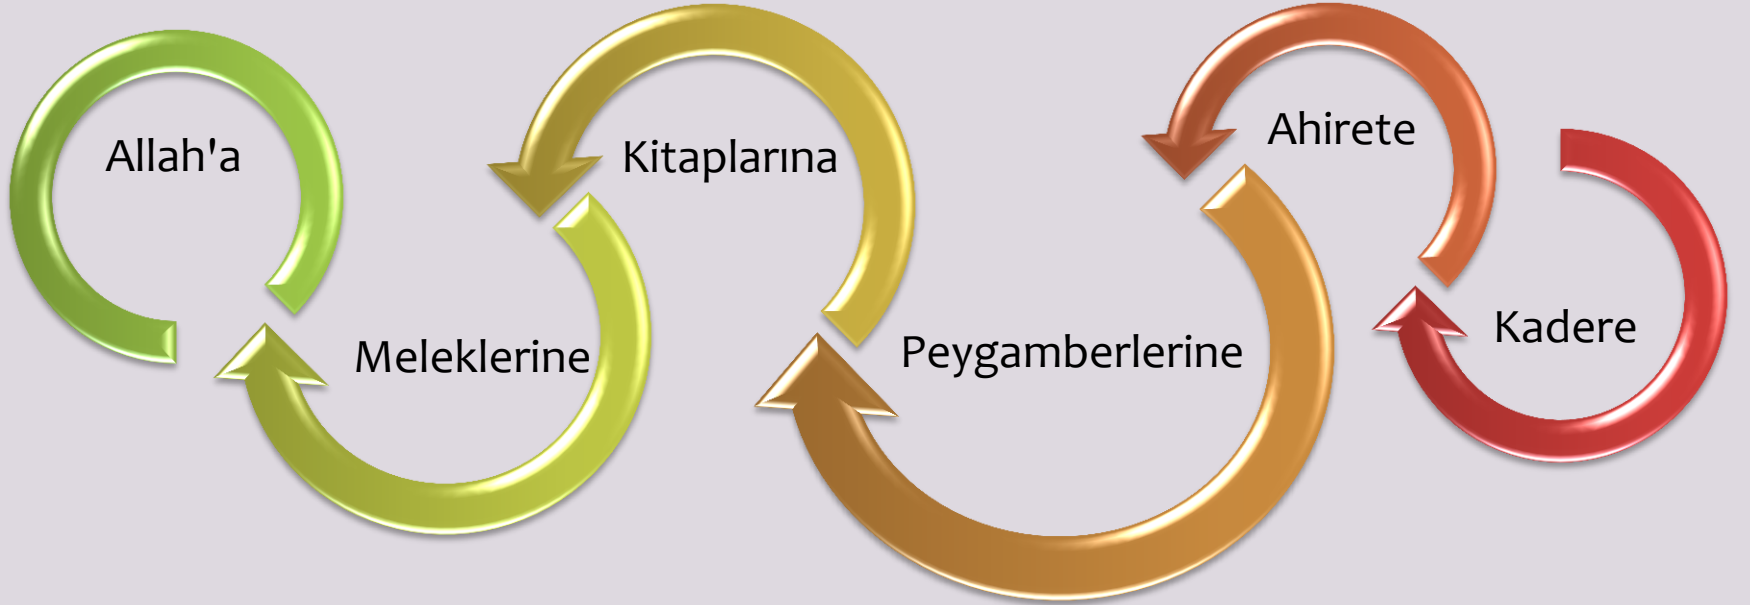 Allah'a
Meleklerine
Kitaplarına
Peygamberlerine
Ahirete
Kadere